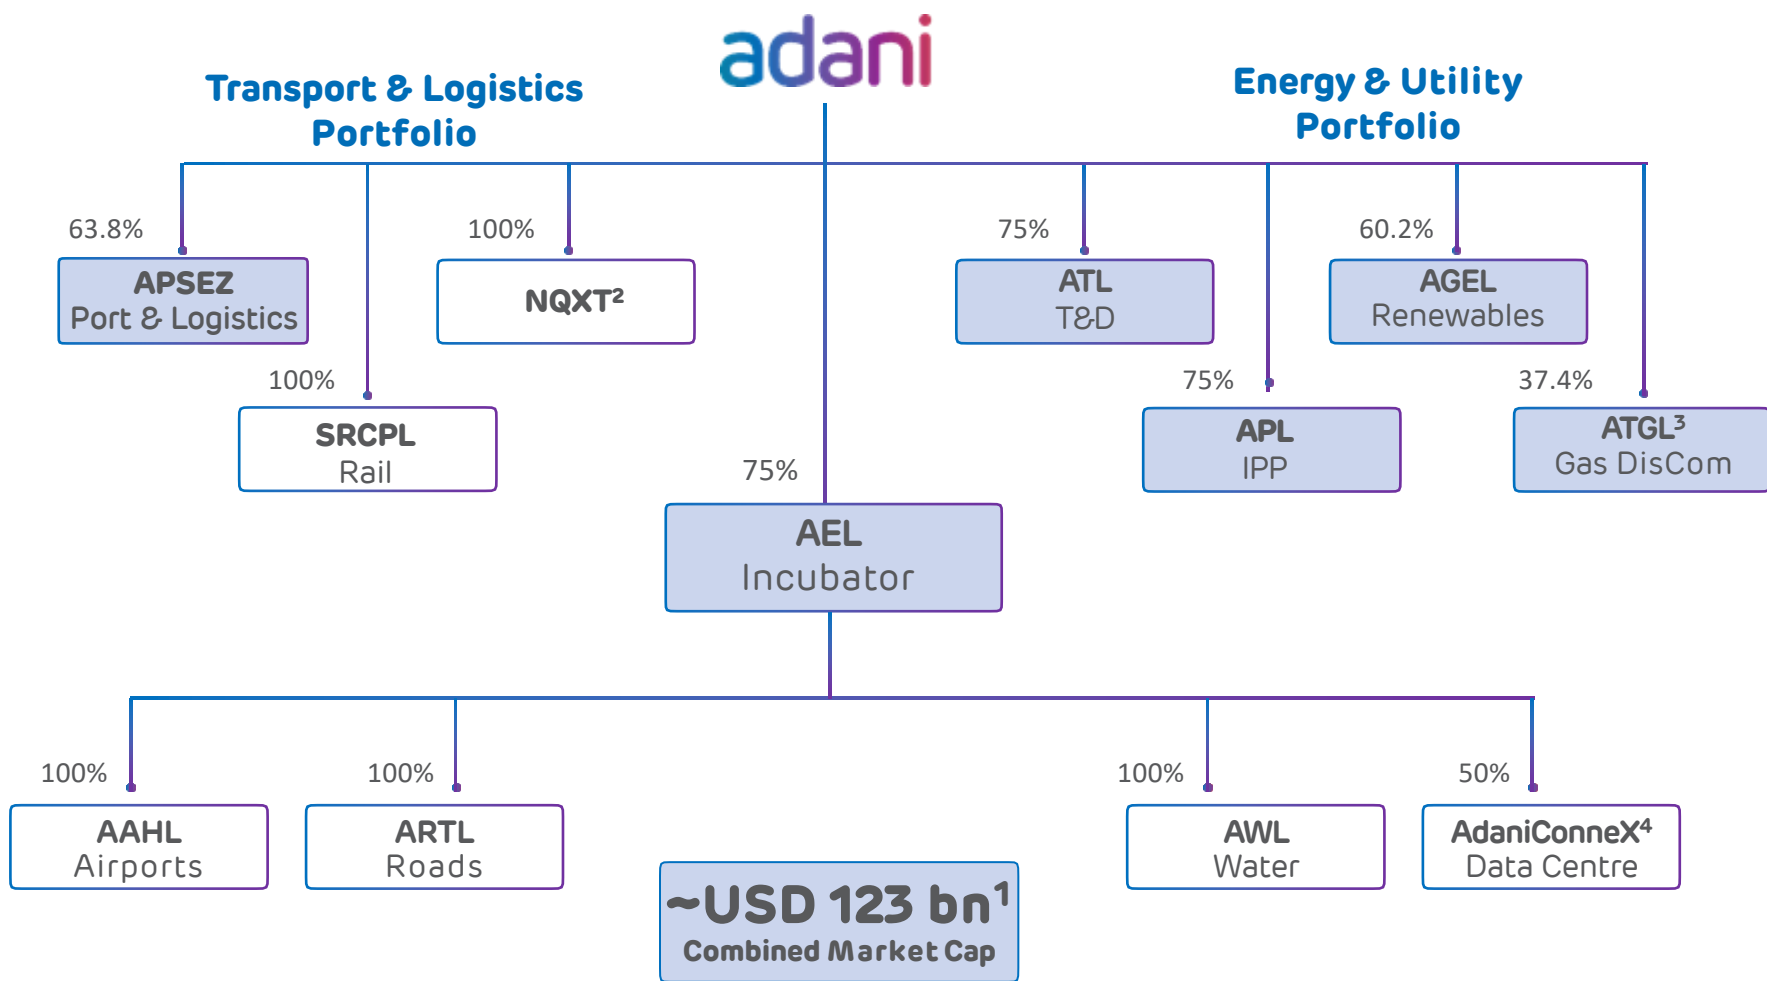 adani
Transport & Logistics
Portfolio
Energy & Utility
Portfolio
63.8%
APSEZ
Port & Logistics
100%
SRCPL
Rail
100%
NQXT²
75%
ATL
T&D
75%
APL
IPP
60.2%
AGEL
Renewables
37.4%
ATGL³
Gas DisCom
75%
AEL
Incubator
100%
AAHL
Airports
100%
ARTL
Roads
100%
AWL
Water
50%
AdaniConneX⁴
Data Centre
~USD 123 bn¹
Combined Market Cap